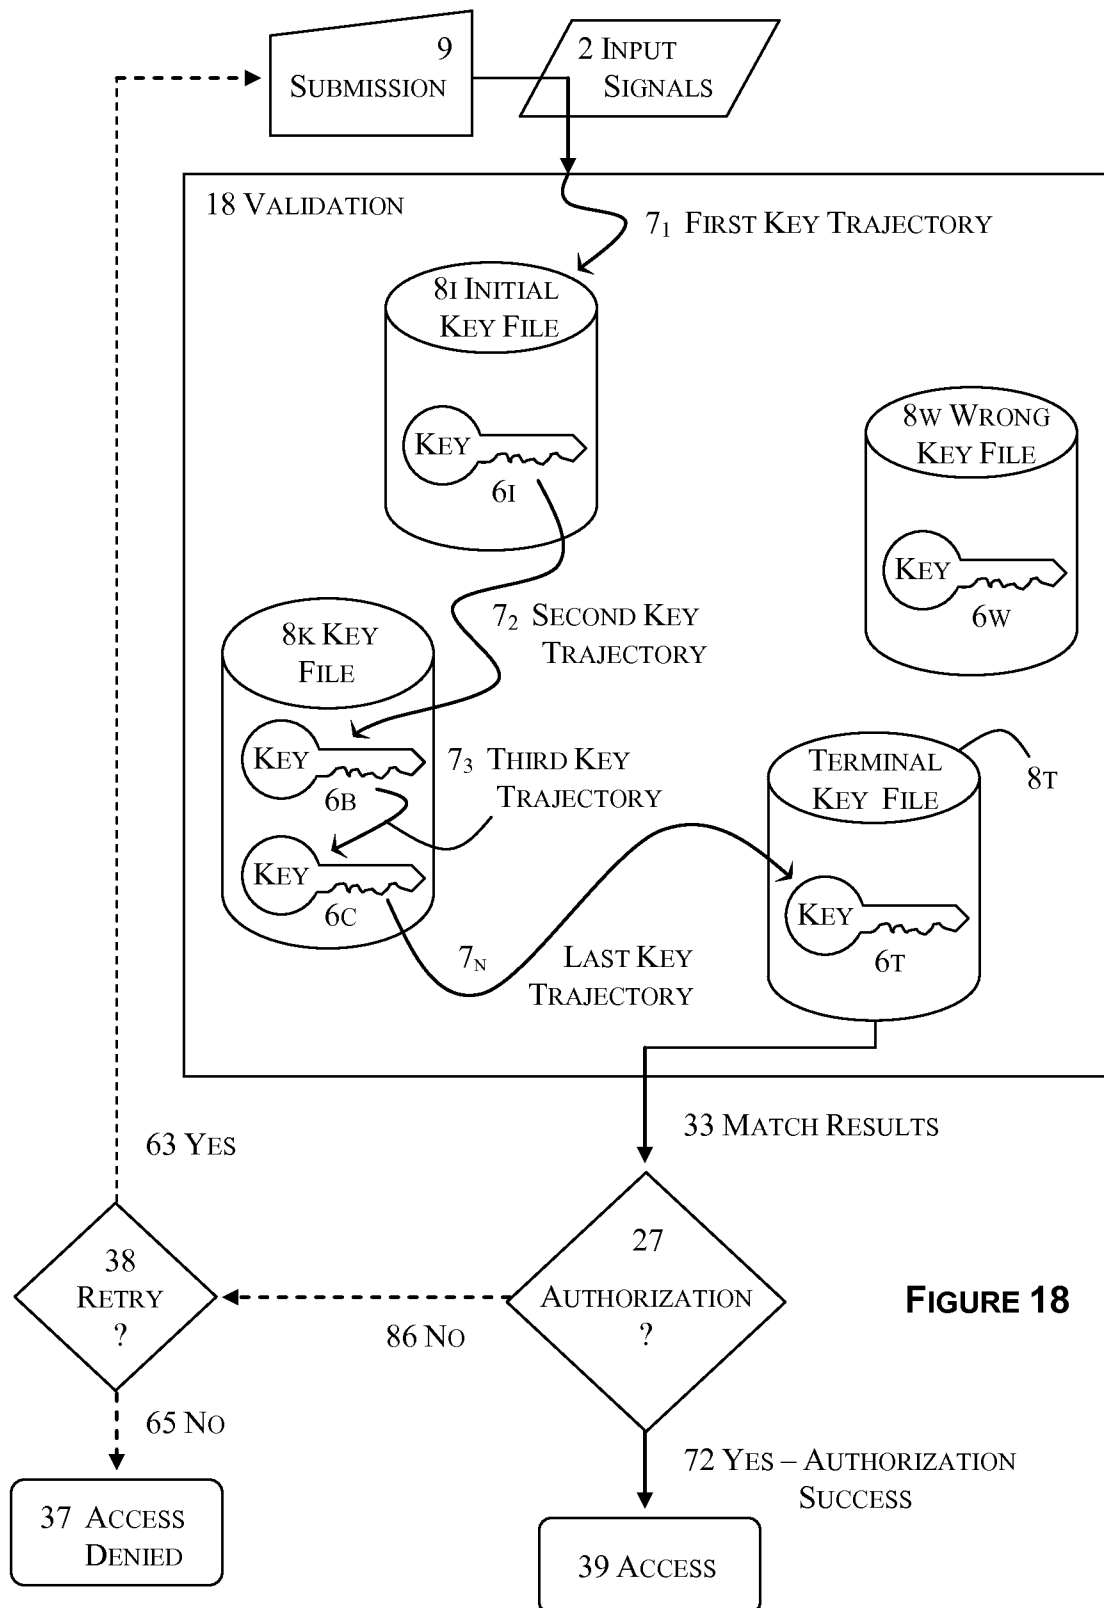 9
SUBMISSION
2 INPUT
SIGNALS
18 VALIDATION
7₁ FIRST KEY TRAJECTORY
8I INITIAL
KEY FILE
KEY
6I
8W WRONG
KEY FILE
KEY
6W
7₂ SECOND KEY
TRAJECTORY
8K KEY
FILE
KEY
6B
7₃ THIRD KEY
TRAJECTORY
KEY
6C
TERMINAL
KEY FILE
8T
KEY
6T
7N LAST KEY
TRAJECTORY
33 MATCH RESULTS
63 YES
38
RETRY
?
27
AUTHORIZATION
?
86 NO
FIGURE 18
65 NO
72 YES – AUTHORIZATION
SUCCESS
37 ACCESS
DENIED
39 ACCESS